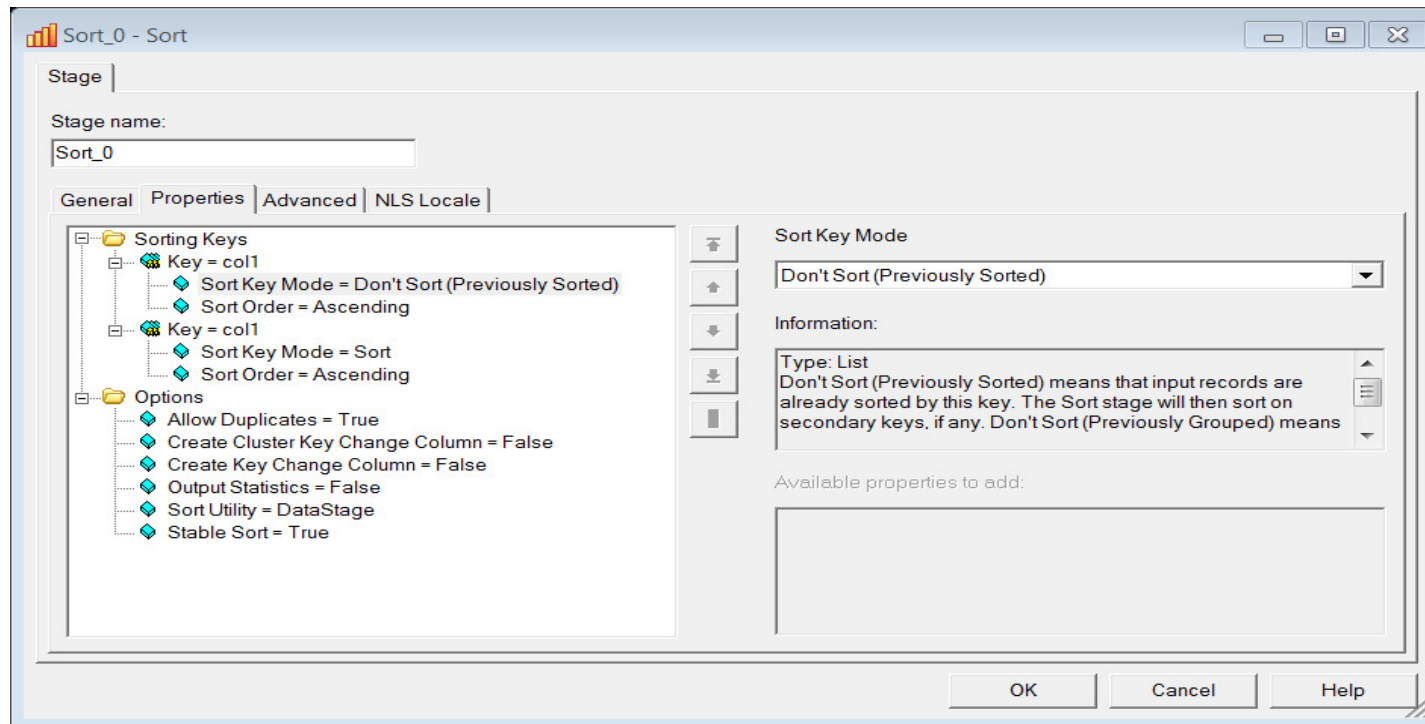 Sort_0 - Sort
Stage
Stage name:
Sort_0
General Properties Advanced NLS Locale
Sorting Keys
Key = col1
Sort Key Mode = Don't Sort (Previously Sorted)
Sort Order = Ascending
Key = col1
Sort Key Mode = Sort
Sort Order = Ascending
Options
Allow Duplicates = True
Create Cluster Key Change Column = False
Create Key Change Column = False
Output Statistics = False
Sort Utility = DataStage
Stable Sort = True
Sort Key Mode
Don't Sort (Previously Sorted)
Information:
Type: List
Don't Sort (Previously Sorted) means that input records are
already sorted by this key. The Sort stage will then sort on
secondary keys, if any. Don't Sort (Previously Grouped) means
Available properties to add:
OK Cancel Help